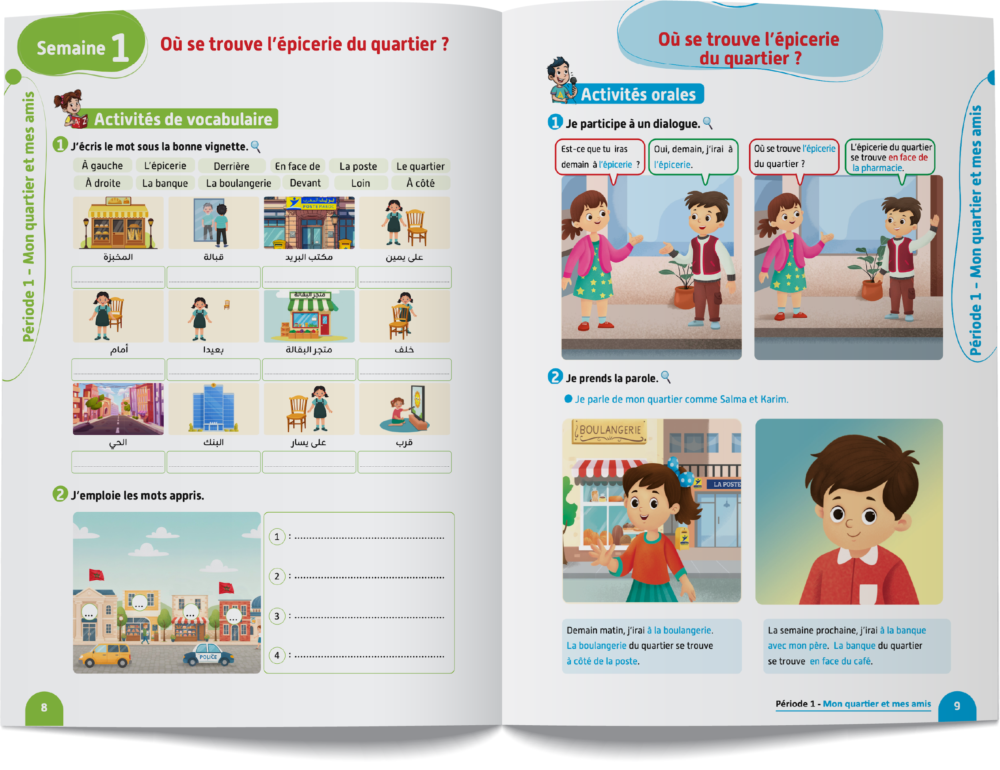 Semaine 1
Où se trouve l'épicerie du quartier ?
Période 1 - Mon quartier et mes amis
Activités de vocabulaire
1 J'écris le mot sous la bonne vignette.
À gauche L'épicerie Derrière En face de La poste Le quartier
À droite La banque La boulangerie Devant Loin À côté
بريد المغرب
POSTE MAROC
المخبزة قبالة مكتب البريد على يمين
متجر البقالة
أمام بعيدا متجر البقالة خلف
BANK
الحي البنك على يسار قرب
2 J'emploie les mots appris.
...
...
...
...
POLICE
1 : ........................................
2 : ........................................
3 : ........................................
4 : ........................................
8
Où se trouve l'épicerie
du quartier ?
Activités orales
1 Je participe à un dialogue.
Est-ce que tu iras
demain à l'épicerie ?
Oui, demain, j'irai à
l'épicerie.
Où se trouve l'épicerie
du quartier ?
L'épicerie du quartier
se trouve en face de
la pharmacie.
2 Je prends la parole.
Je parle de mon quartier comme Salma et Karim.
BOULANGERIE
LA POSTE
Demain matin, j'irai à la boulangerie.
La boulangerie du quartier se trouve
à côté de la poste.
La semaine prochaine, j'irai à la banque
avec mon père. La banque du quartier
se trouve en face du café.
Période 1 - Mon quartier et mes amis
Période 1 - Mon quartier et mes amis
9